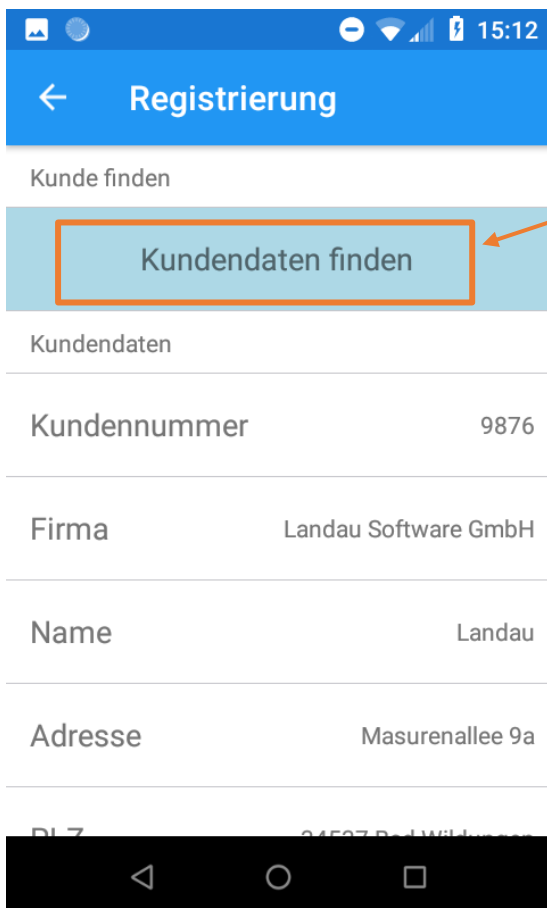 15:12
Registrierung
Kunde finden
Kundendaten finden
Kundendaten
Kundennummer 9876
Firma Landau Software GmbH
Name Landau
Adresse Masurenallee 9a
PLZ